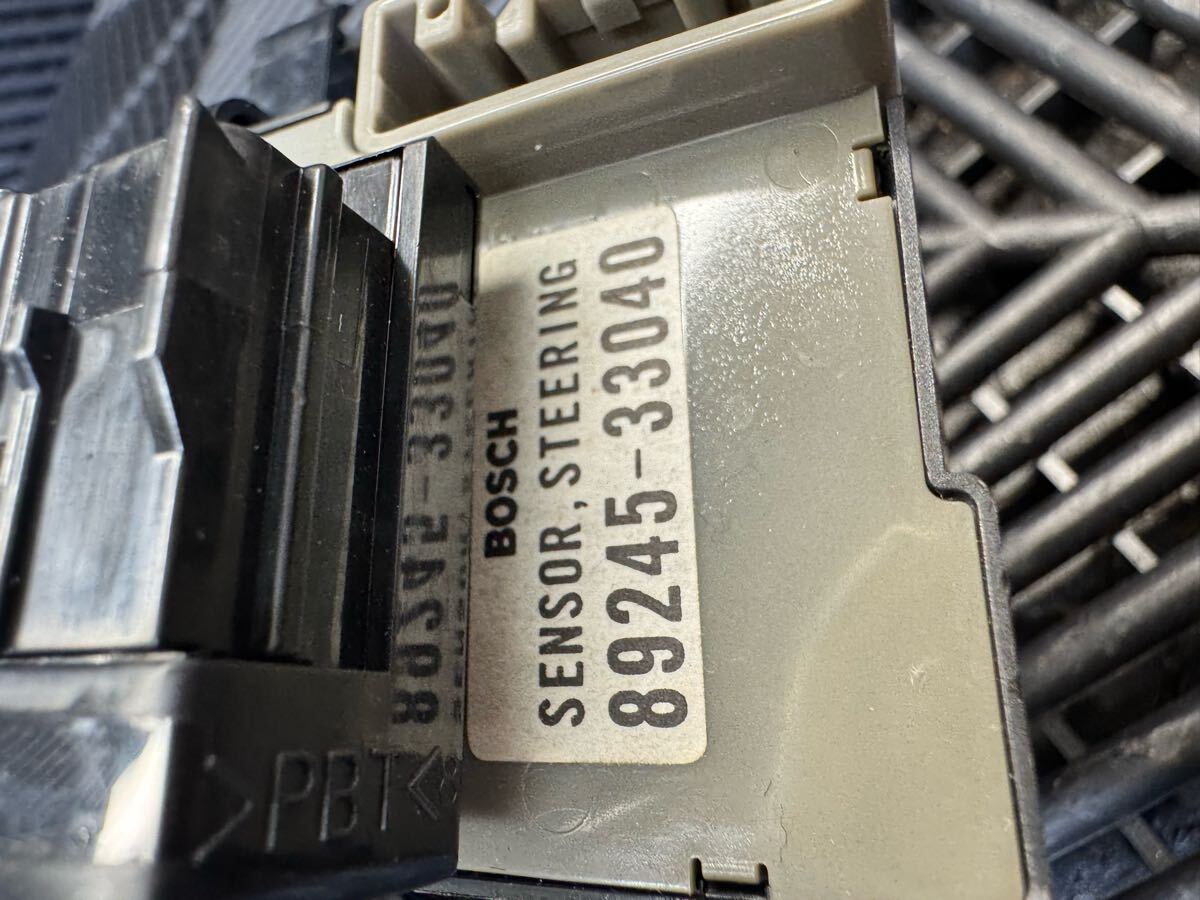 BOSCH
SENSOR, STEERING
89245-33040
>PBT<